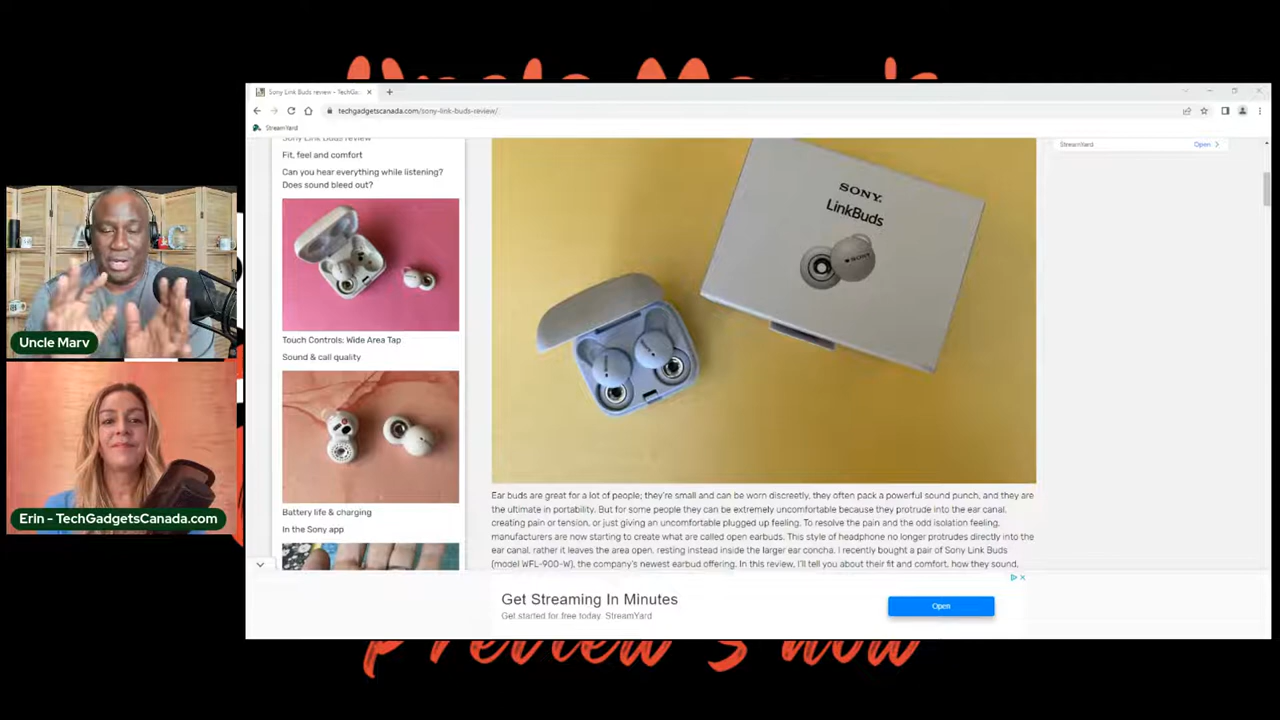 Uncle Marv's
Sony Link Buds review - TechGa...
techgadgetscanada.com/sony-link-buds-review/
StreamYard
Sony Link Buds review
Fit, feel and comfort
Can you hear everything while listening?
Does sound bleed out?
Touch Controls: Wide Area Tap
Sound & call quality
Battery life & charging
In the Sony app
SONY
LinkBuds
SONY
StreamYard
Open
Ear buds are great for a lot of people; they're small and can be worn discreetly, they often pack a powerful sound punch, and they are
the ultimate in portability. But for some people they can be extremely uncomfortable because they protrude into the ear canal,
creating pain or tension, or just giving an uncomfortable plugged up feeling. To resolve the pain and the odd isolation feeling,
manufacturers are now starting to create what are called open earbuds. This style of headphone no longer protrudes directly into the
ear canal, rather it leaves the area open, resting instead inside the larger ear concha. I recently bought a pair of Sony Link Buds
(model WFL-900-W), the company's newest earbud offering. In this review, I'll tell you about their fit and comfort, how they sound,
Get Streaming In Minutes
Get started for free today StreamYard
Open
Uncle Marv
Erin - TechGadgetsCanada.com